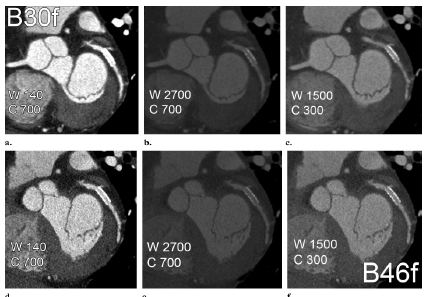 B30f
W 140
C 700
W 2700
C 700
W 1500
C 300
a.
b.
c.
W 140
C 700
W 2700
C 700
W 1500
C 300
B46f
d.
e.
f.